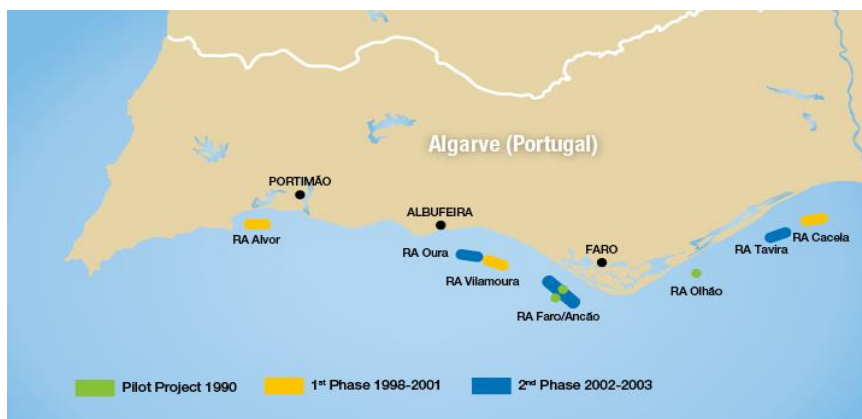 Algarve (Portugal)
PORTIMÃO
ALBUFEIRA
RA Alvor
RA Oura
FARO
RA Tavira
RA Cacela
RA Vilamoura
RA Olhão
RA Faro/Ancão
Pilot Project 1990
1st Phase 1998-2001
2nd Phase 2002-2003